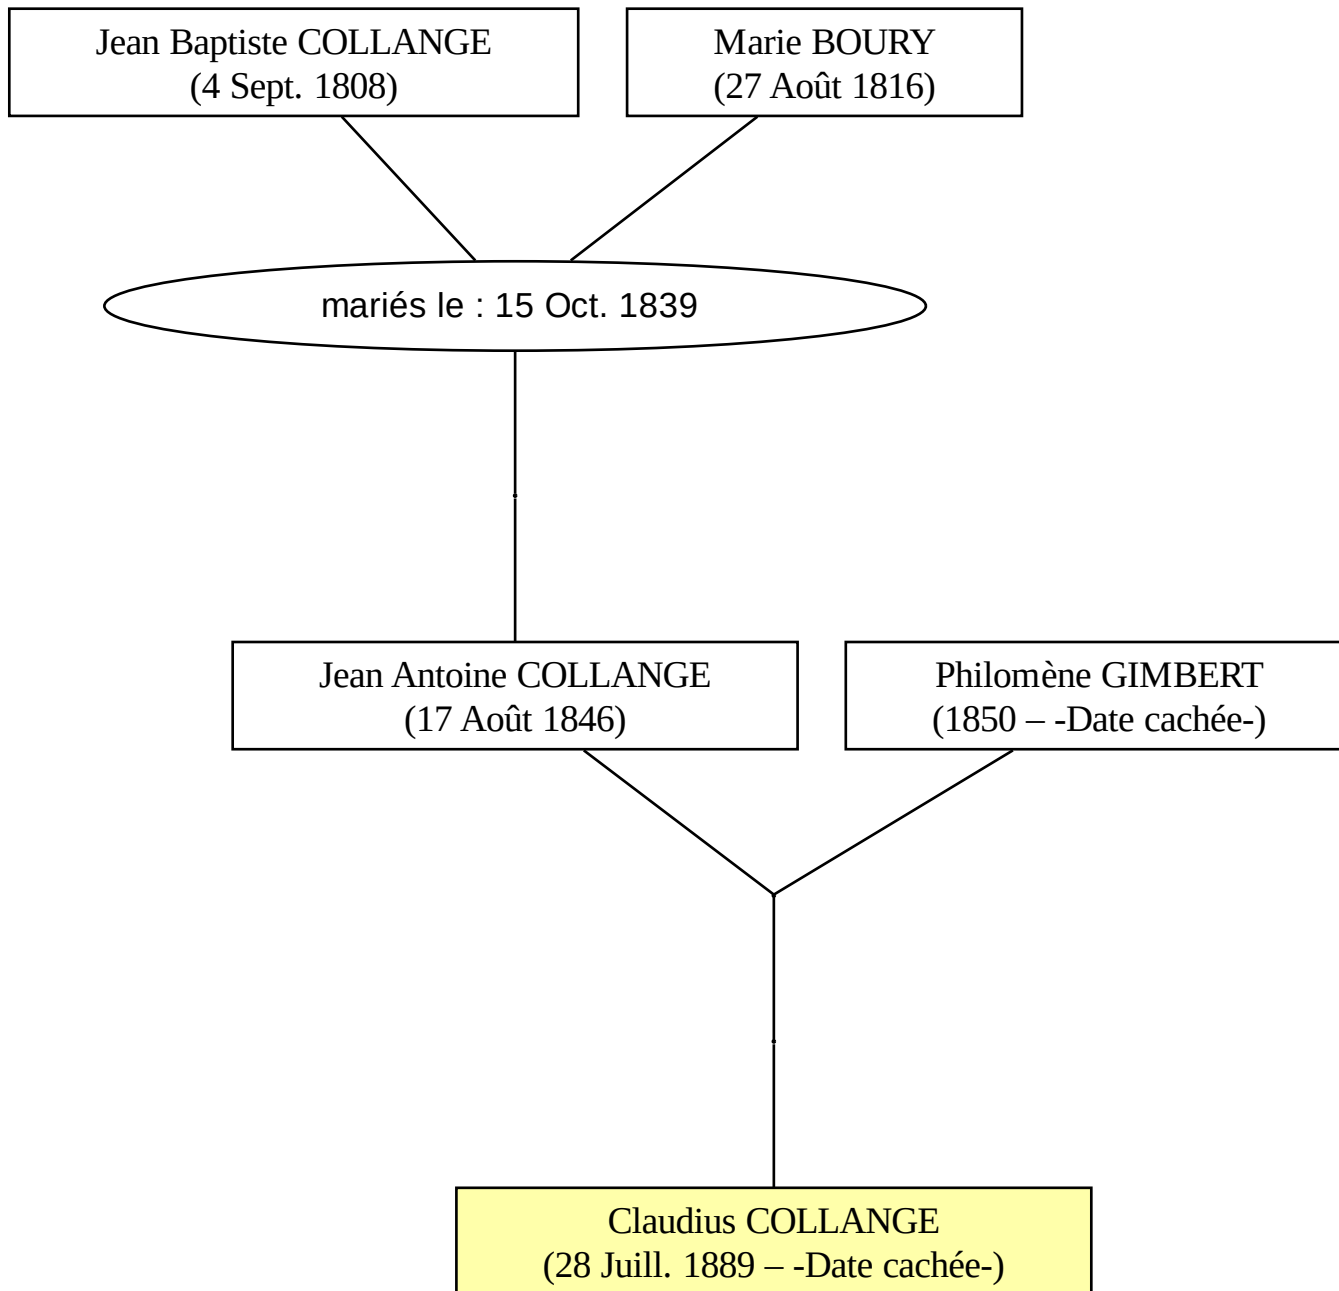 Jean Baptiste COLLANGE
(4 Sept. 1808)
Marie BOURY
(27 Août 1816)
mariés le : 15 Oct. 1839
Jean Antoine COLLANGE
(17 Août 1846)
Philomène GIMBERT
(1850 – -Date cachée-)
Claudius COLLANGE
(28 Juill. 1889 – -Date cachée-)